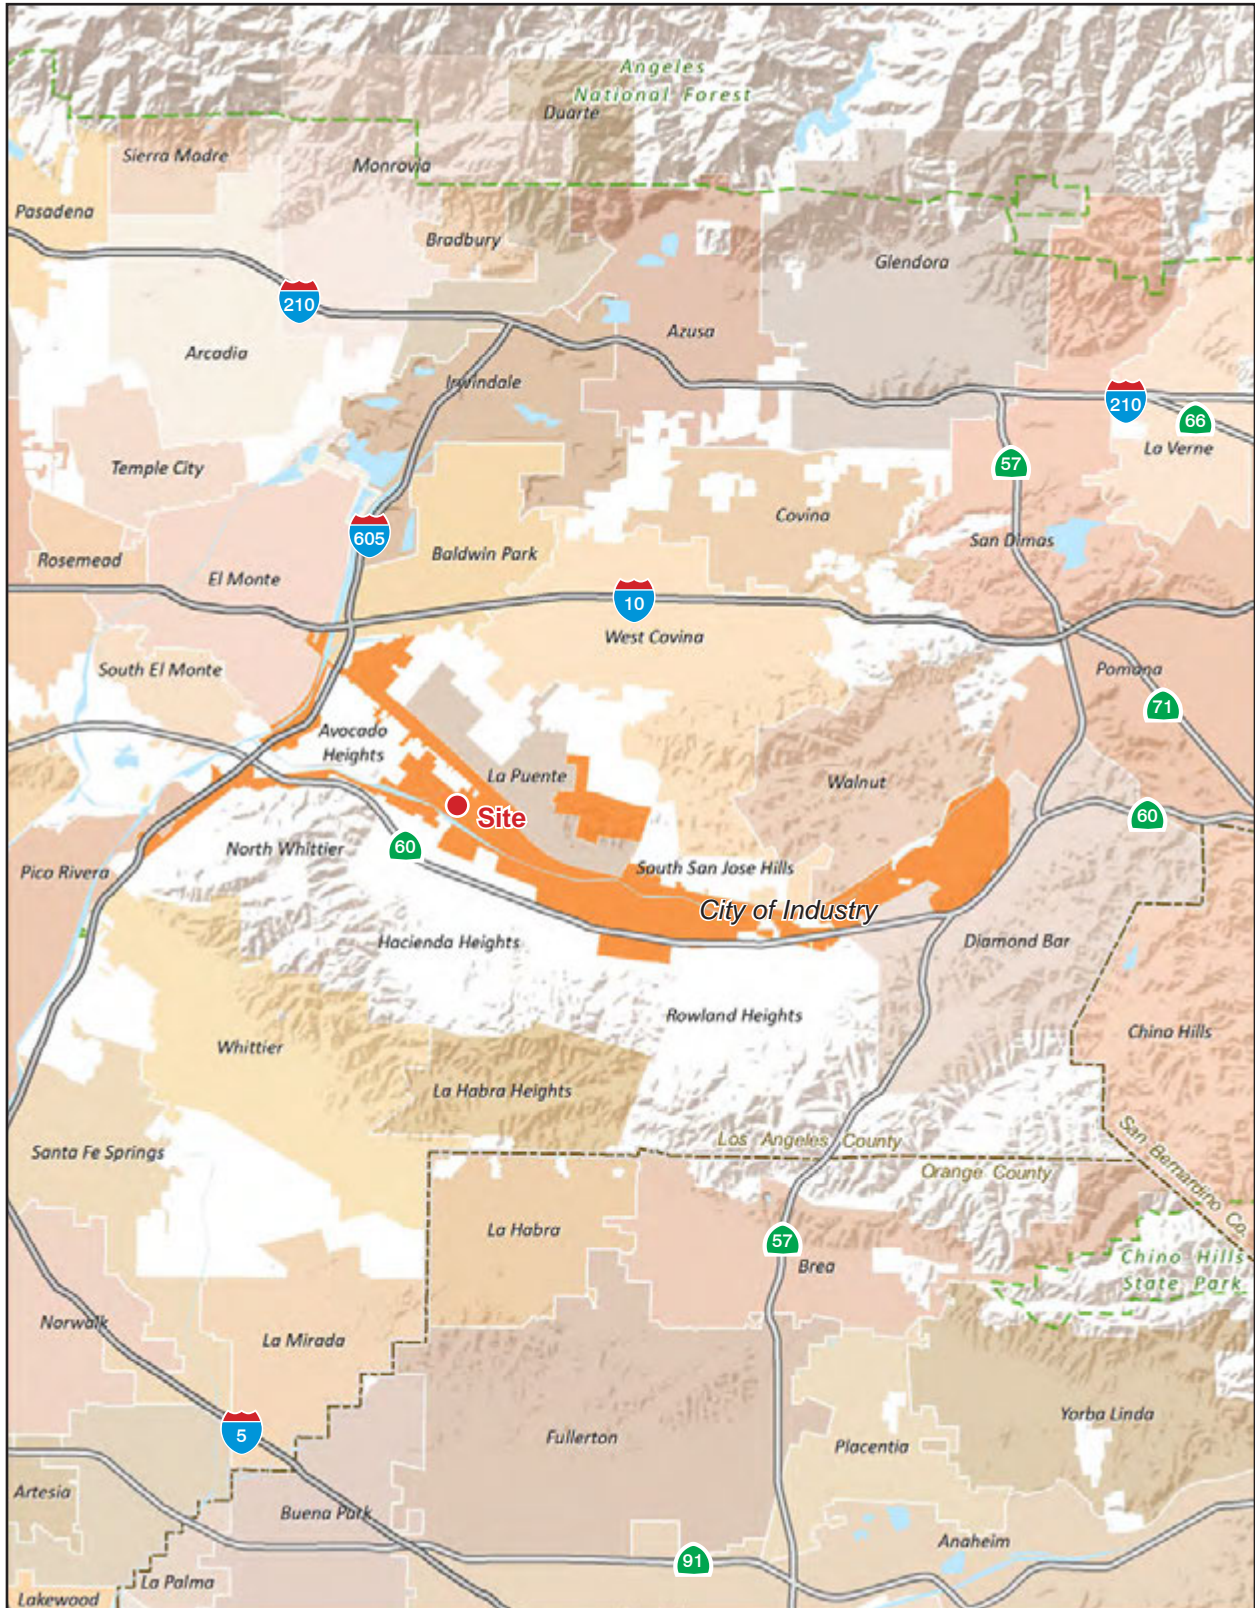 Angeles
National Forest
Duarte
Sierra Madre
Monrovia
Pasadena
Bradbury
Glendora
210
Azusa
Arcadia
Irwindale
210
66
La Verne
57
Temple City
Covina
605
San Dimas
Rosemead
Baldwin Park
El Monte
10
West Covina
South El Monte
Pomona
71
Avocado
Heights
La Puente
Walnut
Site
60
North Whittier
60
Pico Rivera
South San Jose Hills
City of Industry
Hacienda Heights
Diamond Bar
Rowland Heights
Chino Hills
Whittier
La Habra Heights
Los Angeles County
Santa Fe Springs
Orange County
San Bernardino Co.
La Habra
57
Brea
Chino Hills
State Park
Norwalk
La Mirada
Yorba Linda
5
Fullerton
Placentia
Artesia
Buena Park
Anaheim
91
La Palma
Lakewood